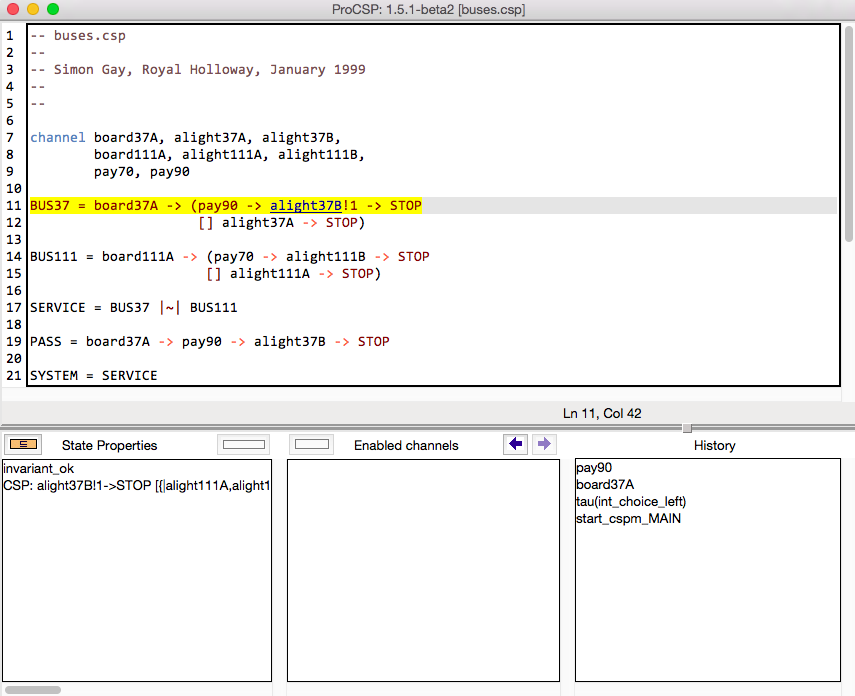 ProCSP: 1.5.1-beta2 [buses.csp]
1 -- buses.csp
2 --
3 -- Simon Gay, Royal Holloway, January 1999
4 --
5 --
6
7 channel board37A, alight37A, alight37B,
8 board111A, alight111A, alight111B,
9 pay70, pay90
10
11 BUS37 = board37A -> (pay90 -> alight37B!1 -> STOP
12 [] alight37A -> STOP)
13
14 BUS111 = board111A -> (pay70 -> alight111B -> STOP
15 [] alight111A -> STOP)
16
17 SERVICE = BUS37 |~| BUS111
18
19 PASS = board37A -> pay90 -> alight37B -> STOP
20
21 SYSTEM = SERVICE
Ln 11, Col 42
State Properties
invariant_ok
CSP: alight37B!1->STOP [{|alight111A,alight1
Enabled channels
History
pay90
board37A
tau(int_choice_left)
start_cspm_MAIN